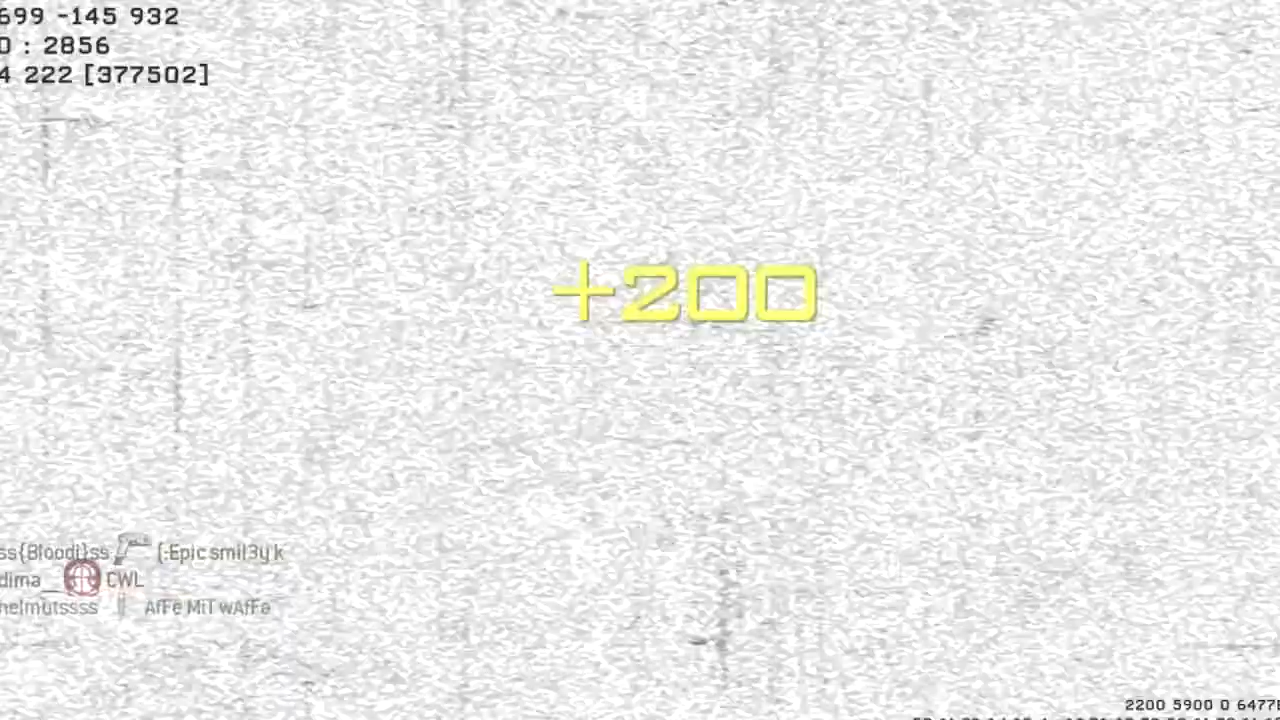 699 -145 932
0 : 2856
4 222 [377502]
+200
ss{Bloodi}ss [-Epic smil3y k
dima__ CWL
helmutssss AfFe MiT wAfFe
2200 5900 0 6477